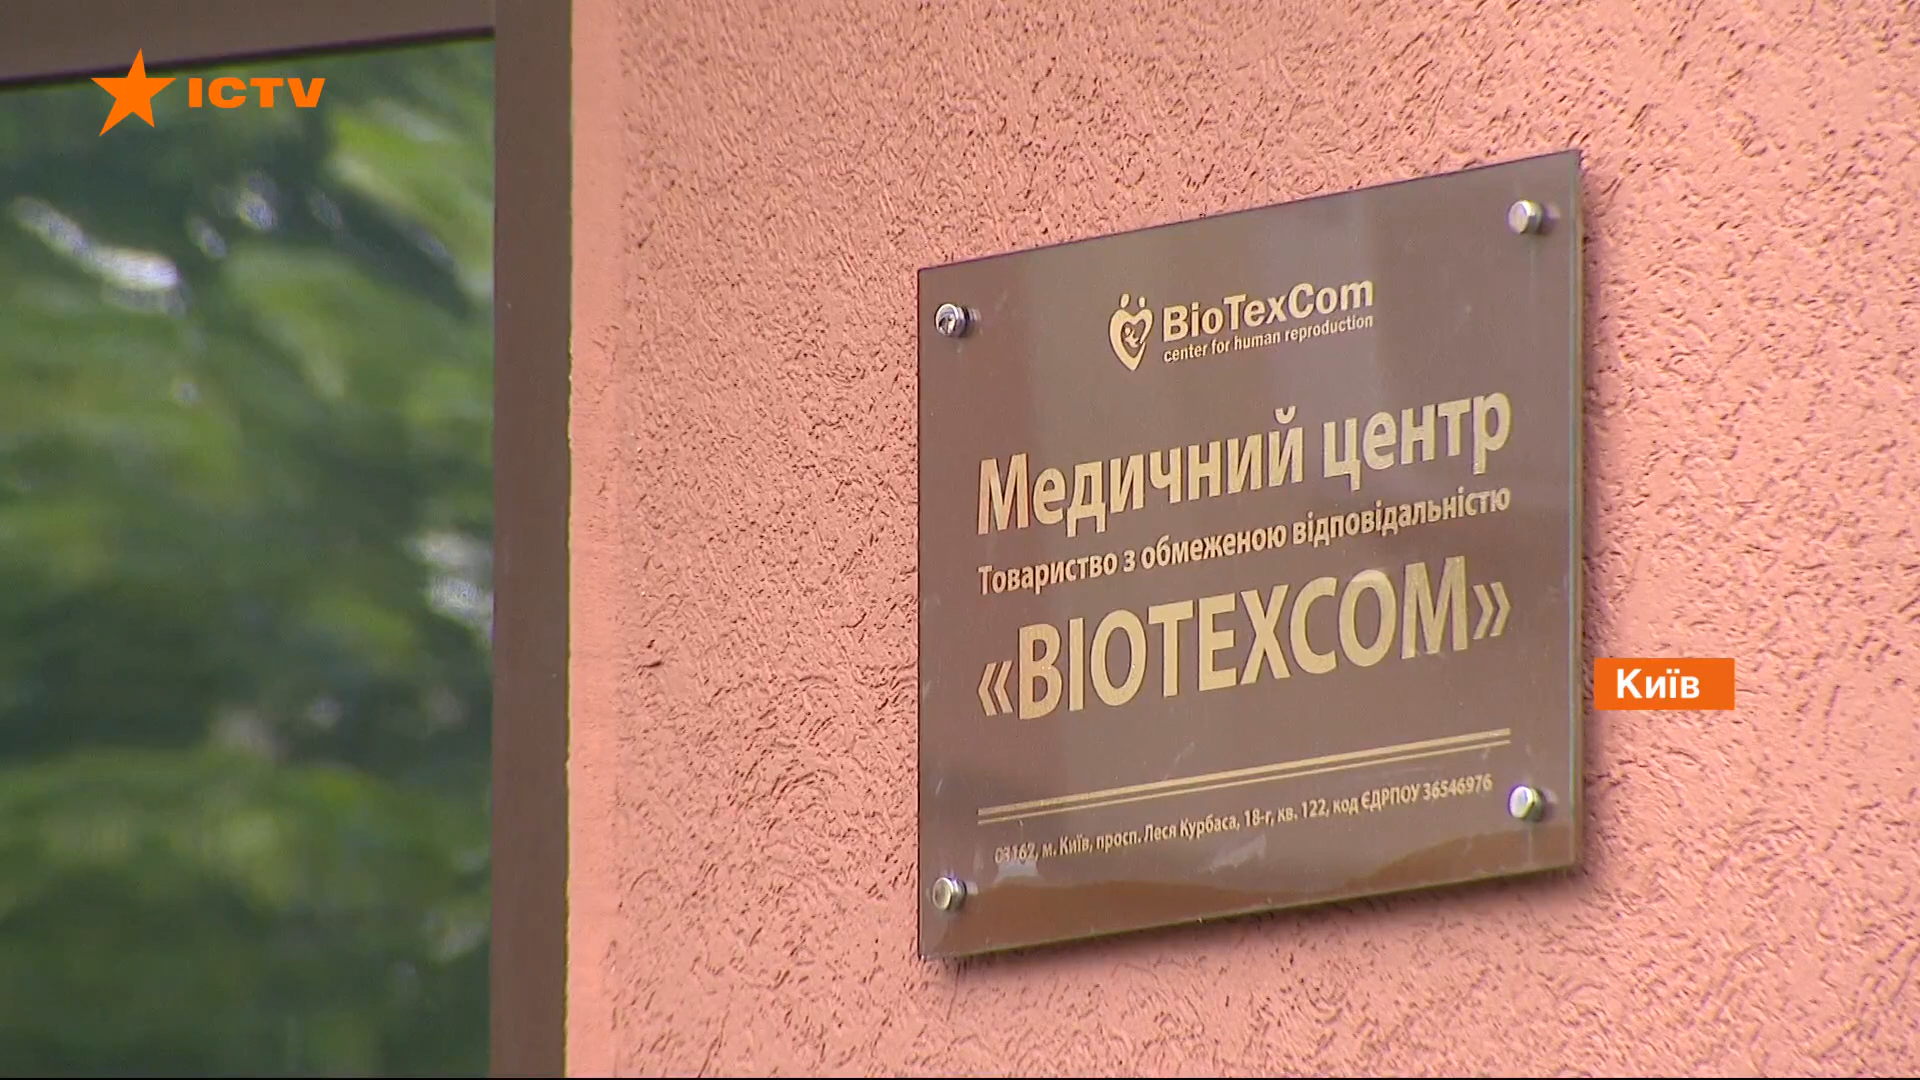 ICTV
BioTexCom
center for human reproduction
Медичний центр
Товариство з обмеженою відповідальністю
«BIOTEXCOM»
03162, м. Київ, просп. Леся Курбаса, 18-г, кв. 122, код ЄДРПОУ 36546976
Київ